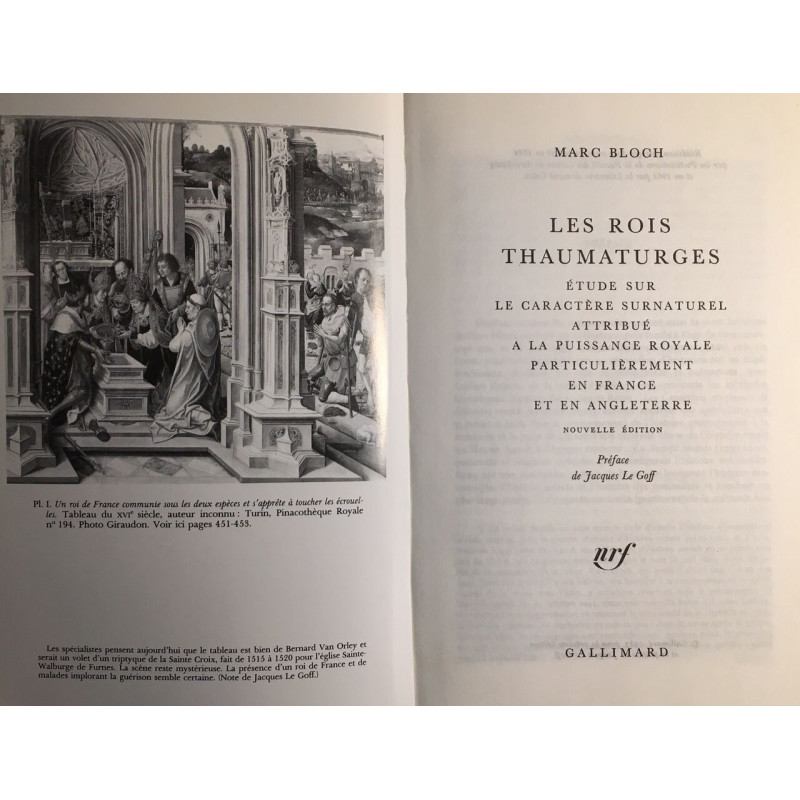 Pl. I. Un roi de France communie sous les deux espèces et s'apprête à toucher les écrouel-
les. Tableau du XVIe siècle, auteur inconnu : Turin, Pinacothèque Royale
n° 194. Photo Giraudon. Voir ici pages 451-453.
Les spécialistes pensent aujourd'hui que le tableau est bien de Bernard Van Orley et
serait un volet d'un triptyque de la Sainte Croix, fait de 1515 à 1520 pour l'église Sainte-
Walburge de Furnes. La scène reste mystérieuse. La présence d'un roi de France et de
malades implorant la guérison semble certaine. (Note de Jacques Le Goff.)
MARC BLOCH
LES ROIS
THAUMATURGES
ÉTUDE SUR
LE CARACTÈRE SURNATUREL
ATTRIBUÉ
A LA PUISSANCE ROYALE
PARTICULIÈREMENT
EN FRANCE
ET EN ANGLETERRE
NOUVELLE ÉDITION
Préface
de Jacques Le Goff
nrf
GALLIMARD